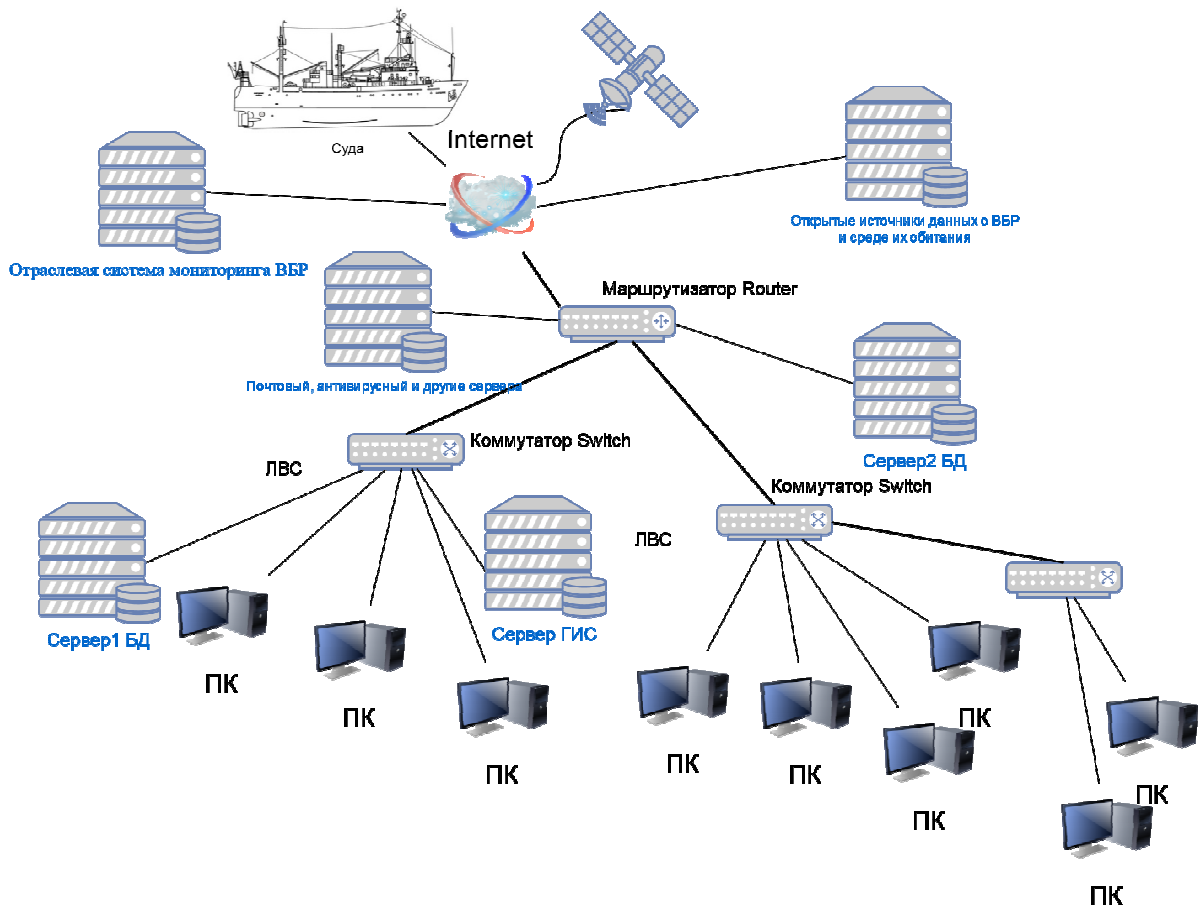 Internet
Суда
Открытые источники данных о ВБР
и среде их обитания
Отраслевая система мониторинга ВБР
Маршрутизатор Router
Почтовый, антивирусный и другие сервера
Коммутатор Switch
Сервер2 БД
ЛВС
Коммутатор Switch
ЛВС
Сервер1 БД
Сервер ГИС
ПК
ПК
ПК
ПК
ПК
ПК
ПК
ПК
ПК